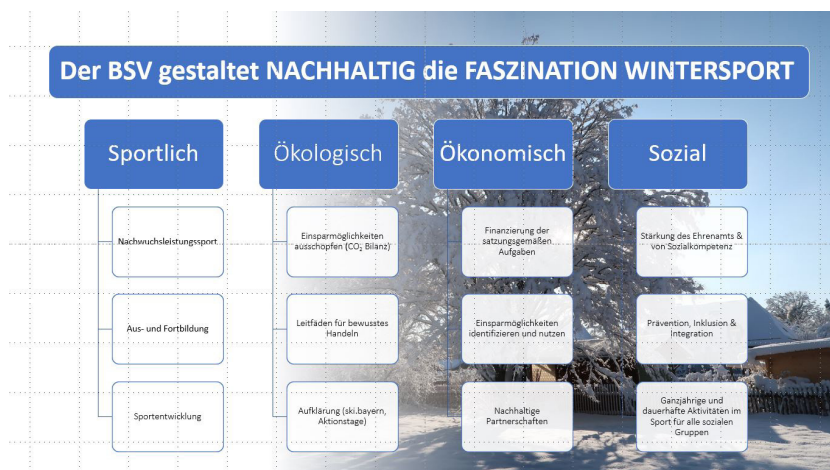 Der BSV gestaltet NACHHALTIG die FASZINATION WINTERSPORT
Sportlich
Nachwuchsleistungssport
Aus- und Fortbildung
Sportentwicklung
Ökologisch
Einsparmöglichkeiten
ausschöpfen (CO₂ Bilanz)
Leitfäden für bewusstes
Handeln
Aufklärung (ski.bayern,
Aktionstage)
Ökonomisch
Finanzierung der
satzungsgemäßen
Aufgaben
Einsparmöglichkeiten
identifizieren und nutzen
Nachhaltige
Partnerschaften
Sozial
Stärkung des Ehrenamts &
von Sozialkompetenz
Prävention, Inklusion &
Integration
Ganzjährige und
dauerhafte Aktivitäten im
Sport für alle sozialen
Gruppen